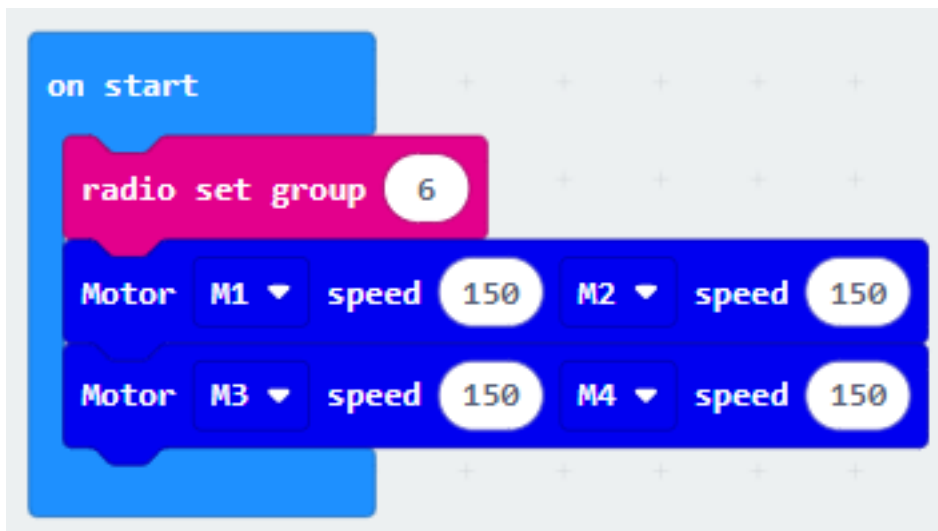 on start
radio set group 6
Motor M1 speed 150 M2 speed 150
Motor M3 speed 150 M4 speed 150